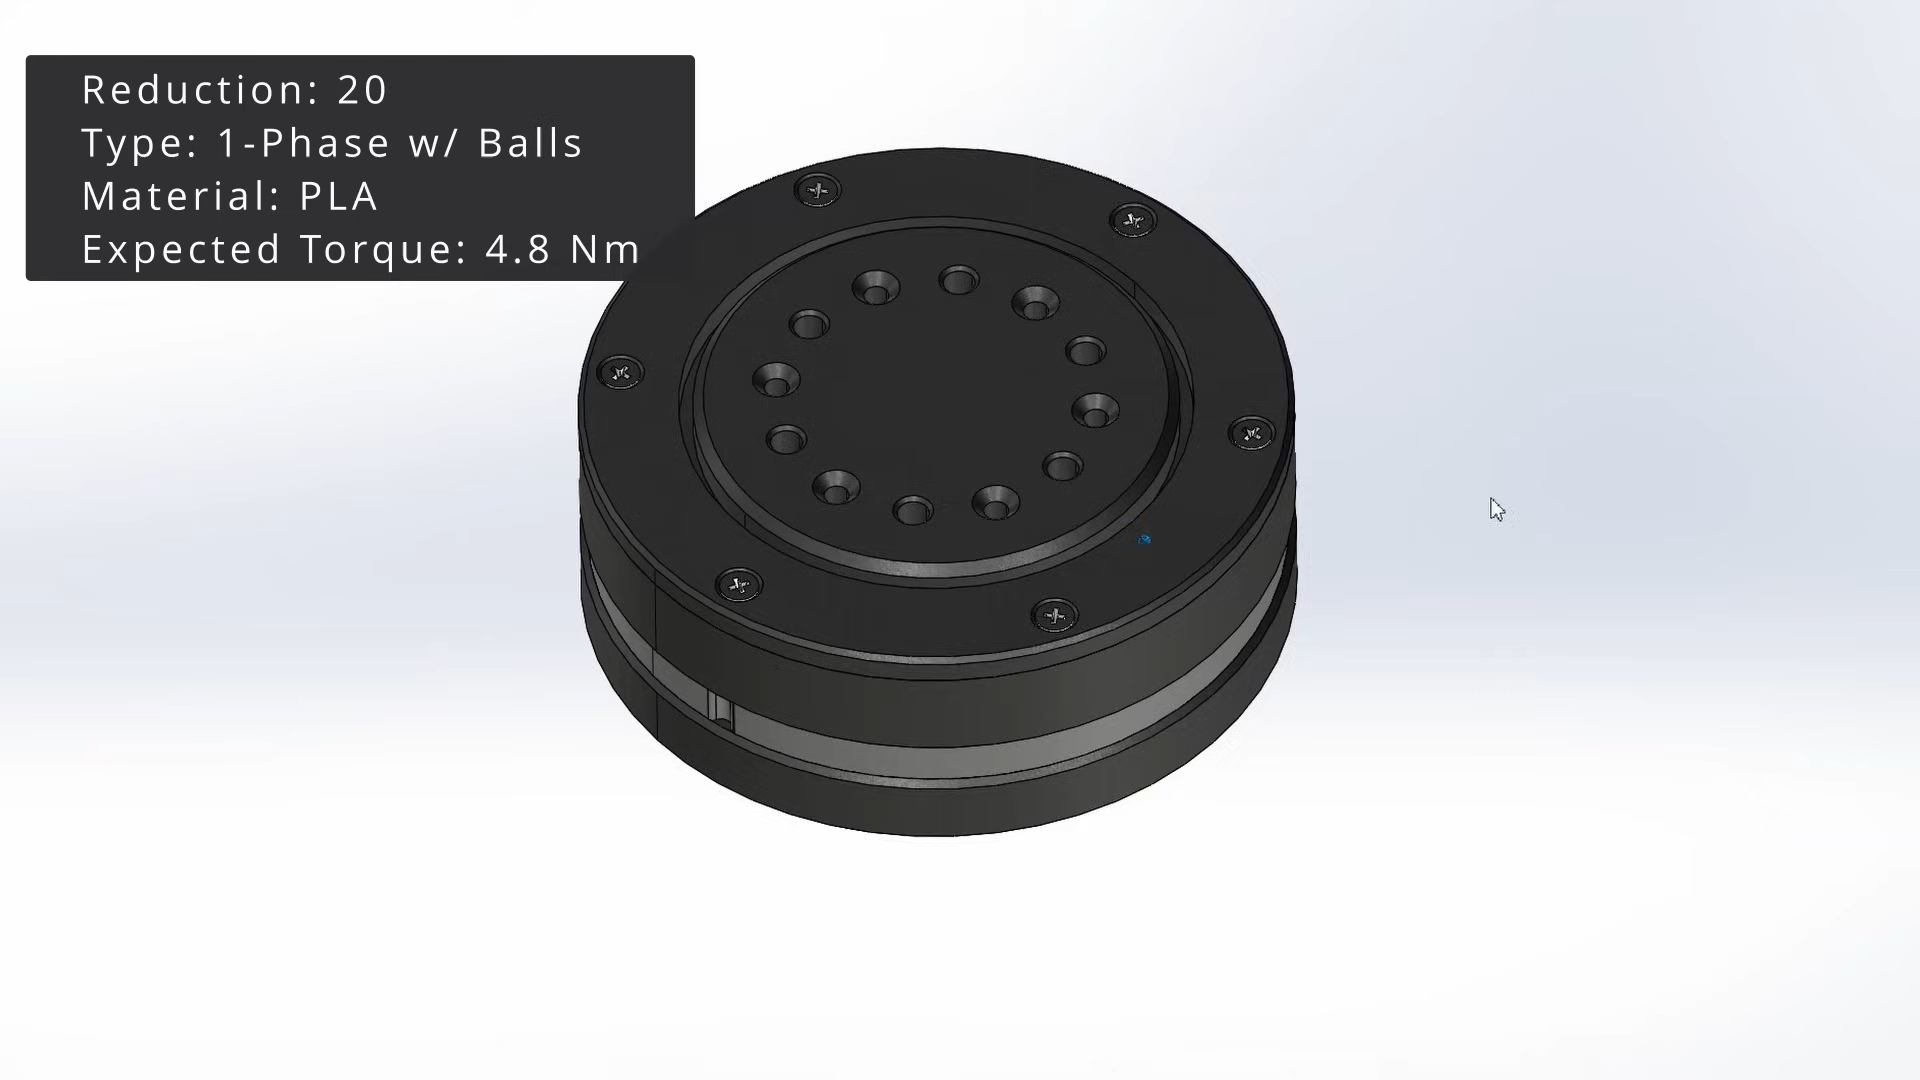 Reduction: 20
Type: 1-Phase w/ Balls
Material: PLA
Expected Torque: 4.8 Nm